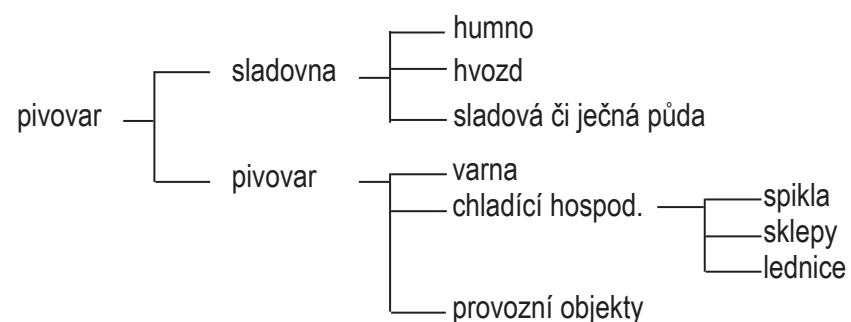 humno
sladovna
hvozd
pivovar
sladová či ječná půda
pivovar
varna
chladící hospod.
spikla
sklepy
lednice
provozní objekty